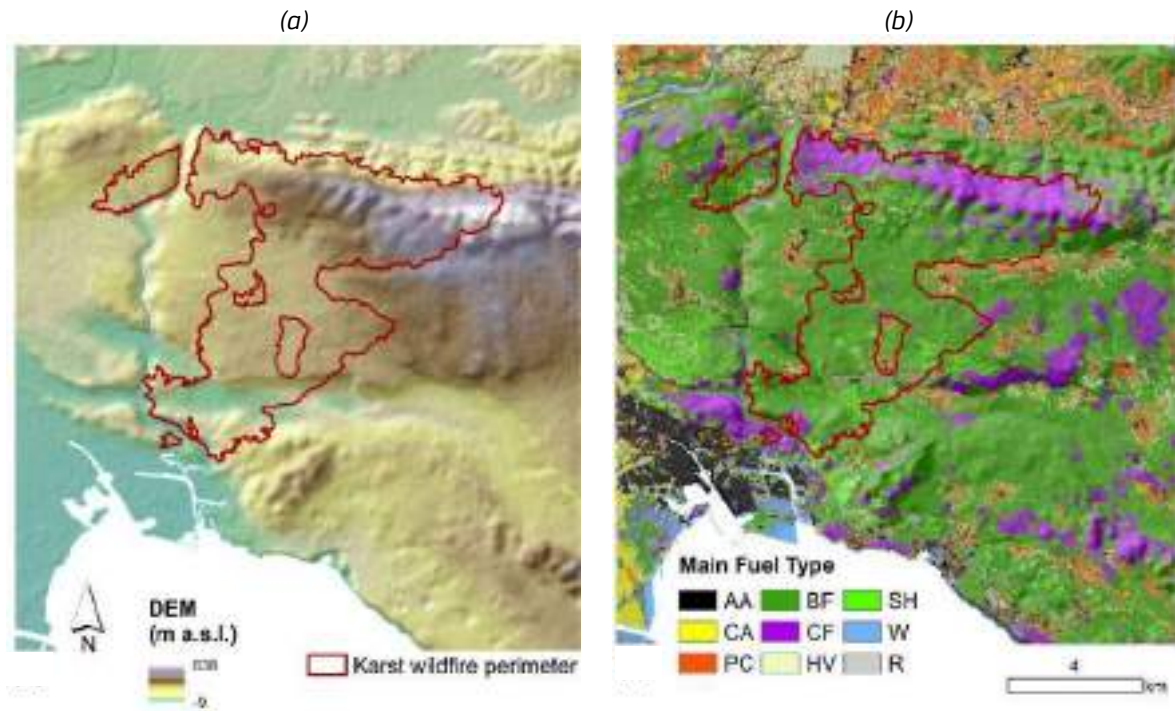 (a)
(b)
N
DEM
(m a.s.l.)
-9
Karst wildfire perimeter
Main Fuel Type
AA BF SH
CA CF W
PC HV R
4
km